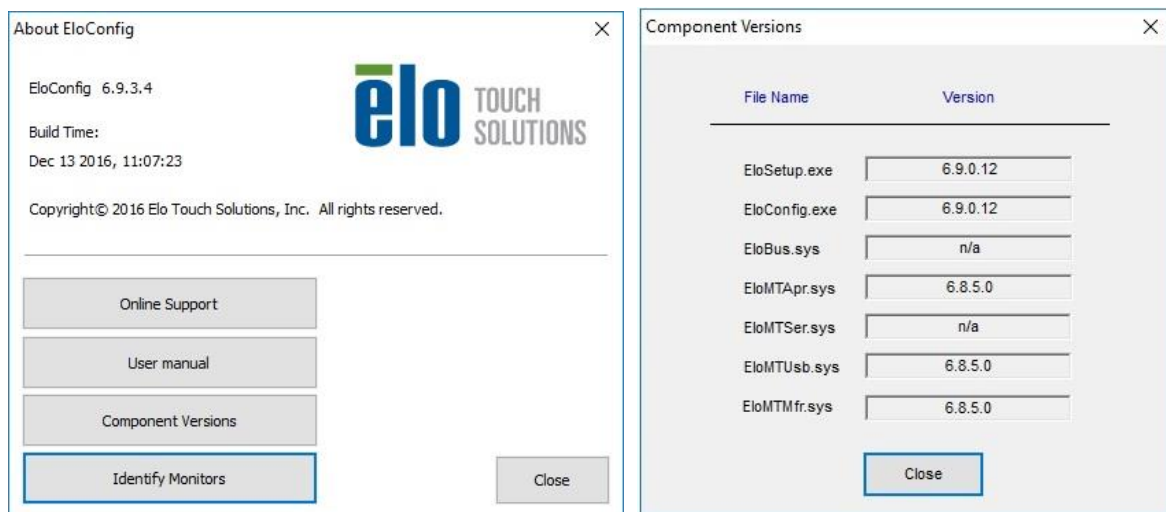 About EloConfig
EloConfig 6.9.3.4
Build Time:
Dec 13 2016, 11:07:23
elo TOUCH SOLUTIONS
Copyright© 2016 Elo Touch Solutions, Inc. All rights reserved.
Online Support
User manual
Component Versions
Identify Monitors
Close
Component Versions
File Name Version
EloSetup.exe 6.9.0.12
EloConfig.exe 6.9.0.12
EloBus.sys n/a
EloMTApr.sys 6.8.5.0
EloMTSer.sys n/a
EloMTUsb.sys 6.8.5.0
EloMTMfr.sys 6.8.5.0
Close